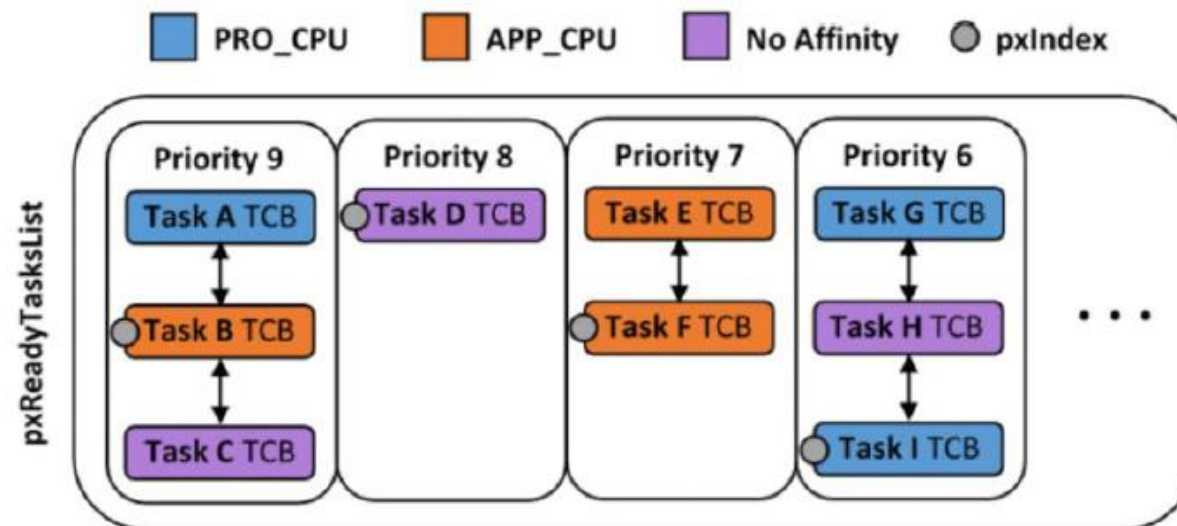 PRO_CPU APP_CPU No Affinity pxIndex
pxReadyTasksList
Priority 9 Priority 8 Priority 7 Priority 6
Task A TCB Task D TCB Task E TCB Task G TCB
Task B TCB Task F TCB Task H TCB
Task C TCB Task I TCB
...